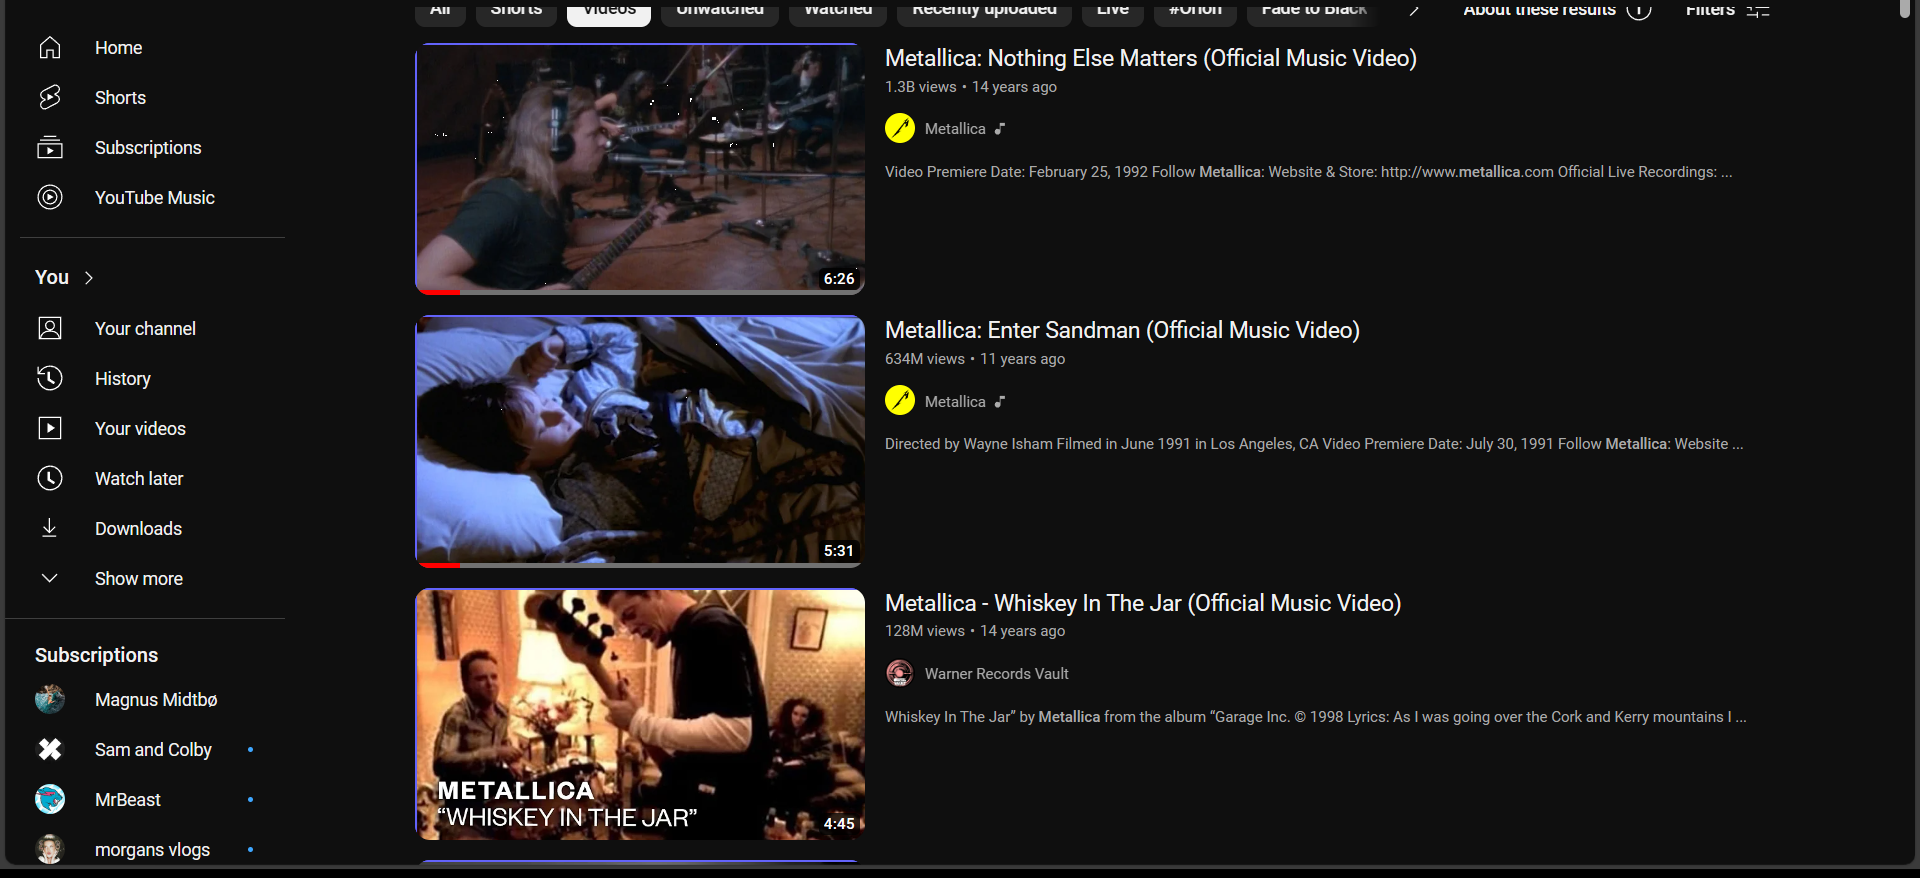 All Shorts Videos Unwatched Watched Recently uploaded Live #Orion Fade to Black About these results Filters
Home
Shorts
Subscriptions
YouTube Music
You
Your channel
History
Your videos
Watch later
Downloads
Show more
Subscriptions
Magnus Midtbø
Sam and Colby
MrBeast
morgans vlogs
6:26
Metallica: Nothing Else Matters (Official Music Video)
1.3B views • 14 years ago
Metallica
Video Premiere Date: February 25, 1992 Follow Metallica: Website & Store: http://www.metallica.com Official Live Recordings: ...
5:31
Metallica: Enter Sandman (Official Music Video)
634M views • 11 years ago
Metallica
Directed by Wayne Isham Filmed in June 1991 in Los Angeles, CA Video Premiere Date: July 30, 1991 Follow Metallica: Website ...
METALLICA
“WHISKEY IN THE JAR”
4:45
Metallica - Whiskey In The Jar (Official Music Video)
128M views • 14 years ago
Warner Records Vault
Whiskey In The Jar” by Metallica from the album “Garage Inc. © 1998 Lyrics: As I was going over the Cork and Kerry mountains I ...